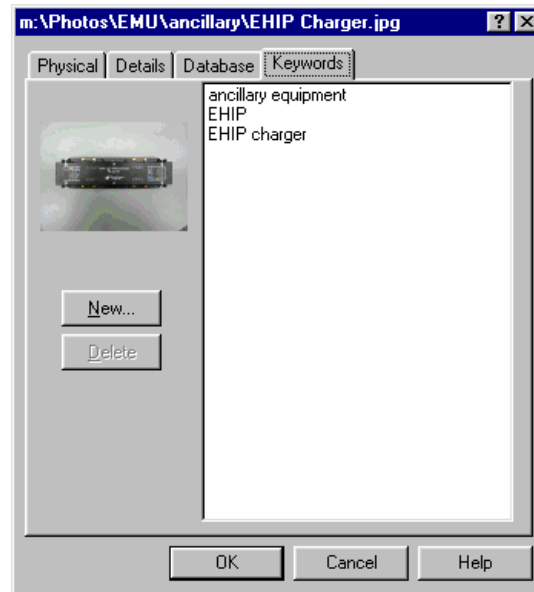 m:\Photos\EMU\ancillary\EHIP Charger.jpg
Physical Details Database Keywords
ancillary equipment
EHIP
EHIP charger
New...
Delete
OK Cancel Help